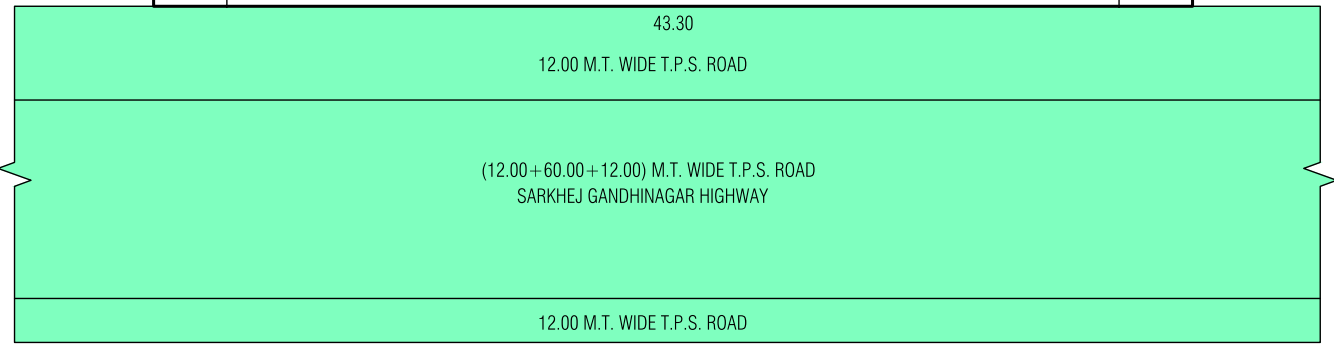 43.30
12.00 M.T. WIDE T.P.S. ROAD
(12.00+60.00+12.00) M.T. WIDE T.P.S. ROAD
SARKHEJ GANDHINAGAR HIGHWAY
12.00 M.T. WIDE T.P.S. ROAD